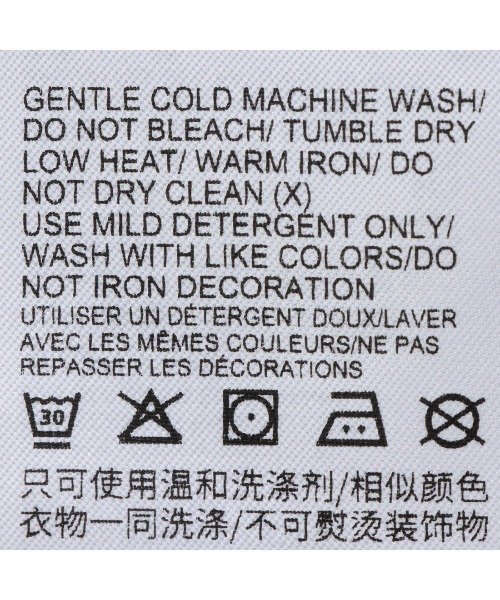 GENTLE COLD MACHINE WASH/
DO NOT BLEACH/ TUMBLE DRY
LOW HEAT/ WARM IRON/ DO
NOT DRY CLEAN (X)
USE MILD DETERGENT ONLY/
WASH WITH LIKE COLORS/DO
NOT IRON DECORATION
UTILISER UN DÉTERGENT DOUX/LAVER
AVEC LES MÊMES COULEURS/NE PAS
REPASSER LES DÉCORATIONS
30
只可使用温和洗涤剂/相似颜色
衣物一同洗涤/不可熨烫装饰物